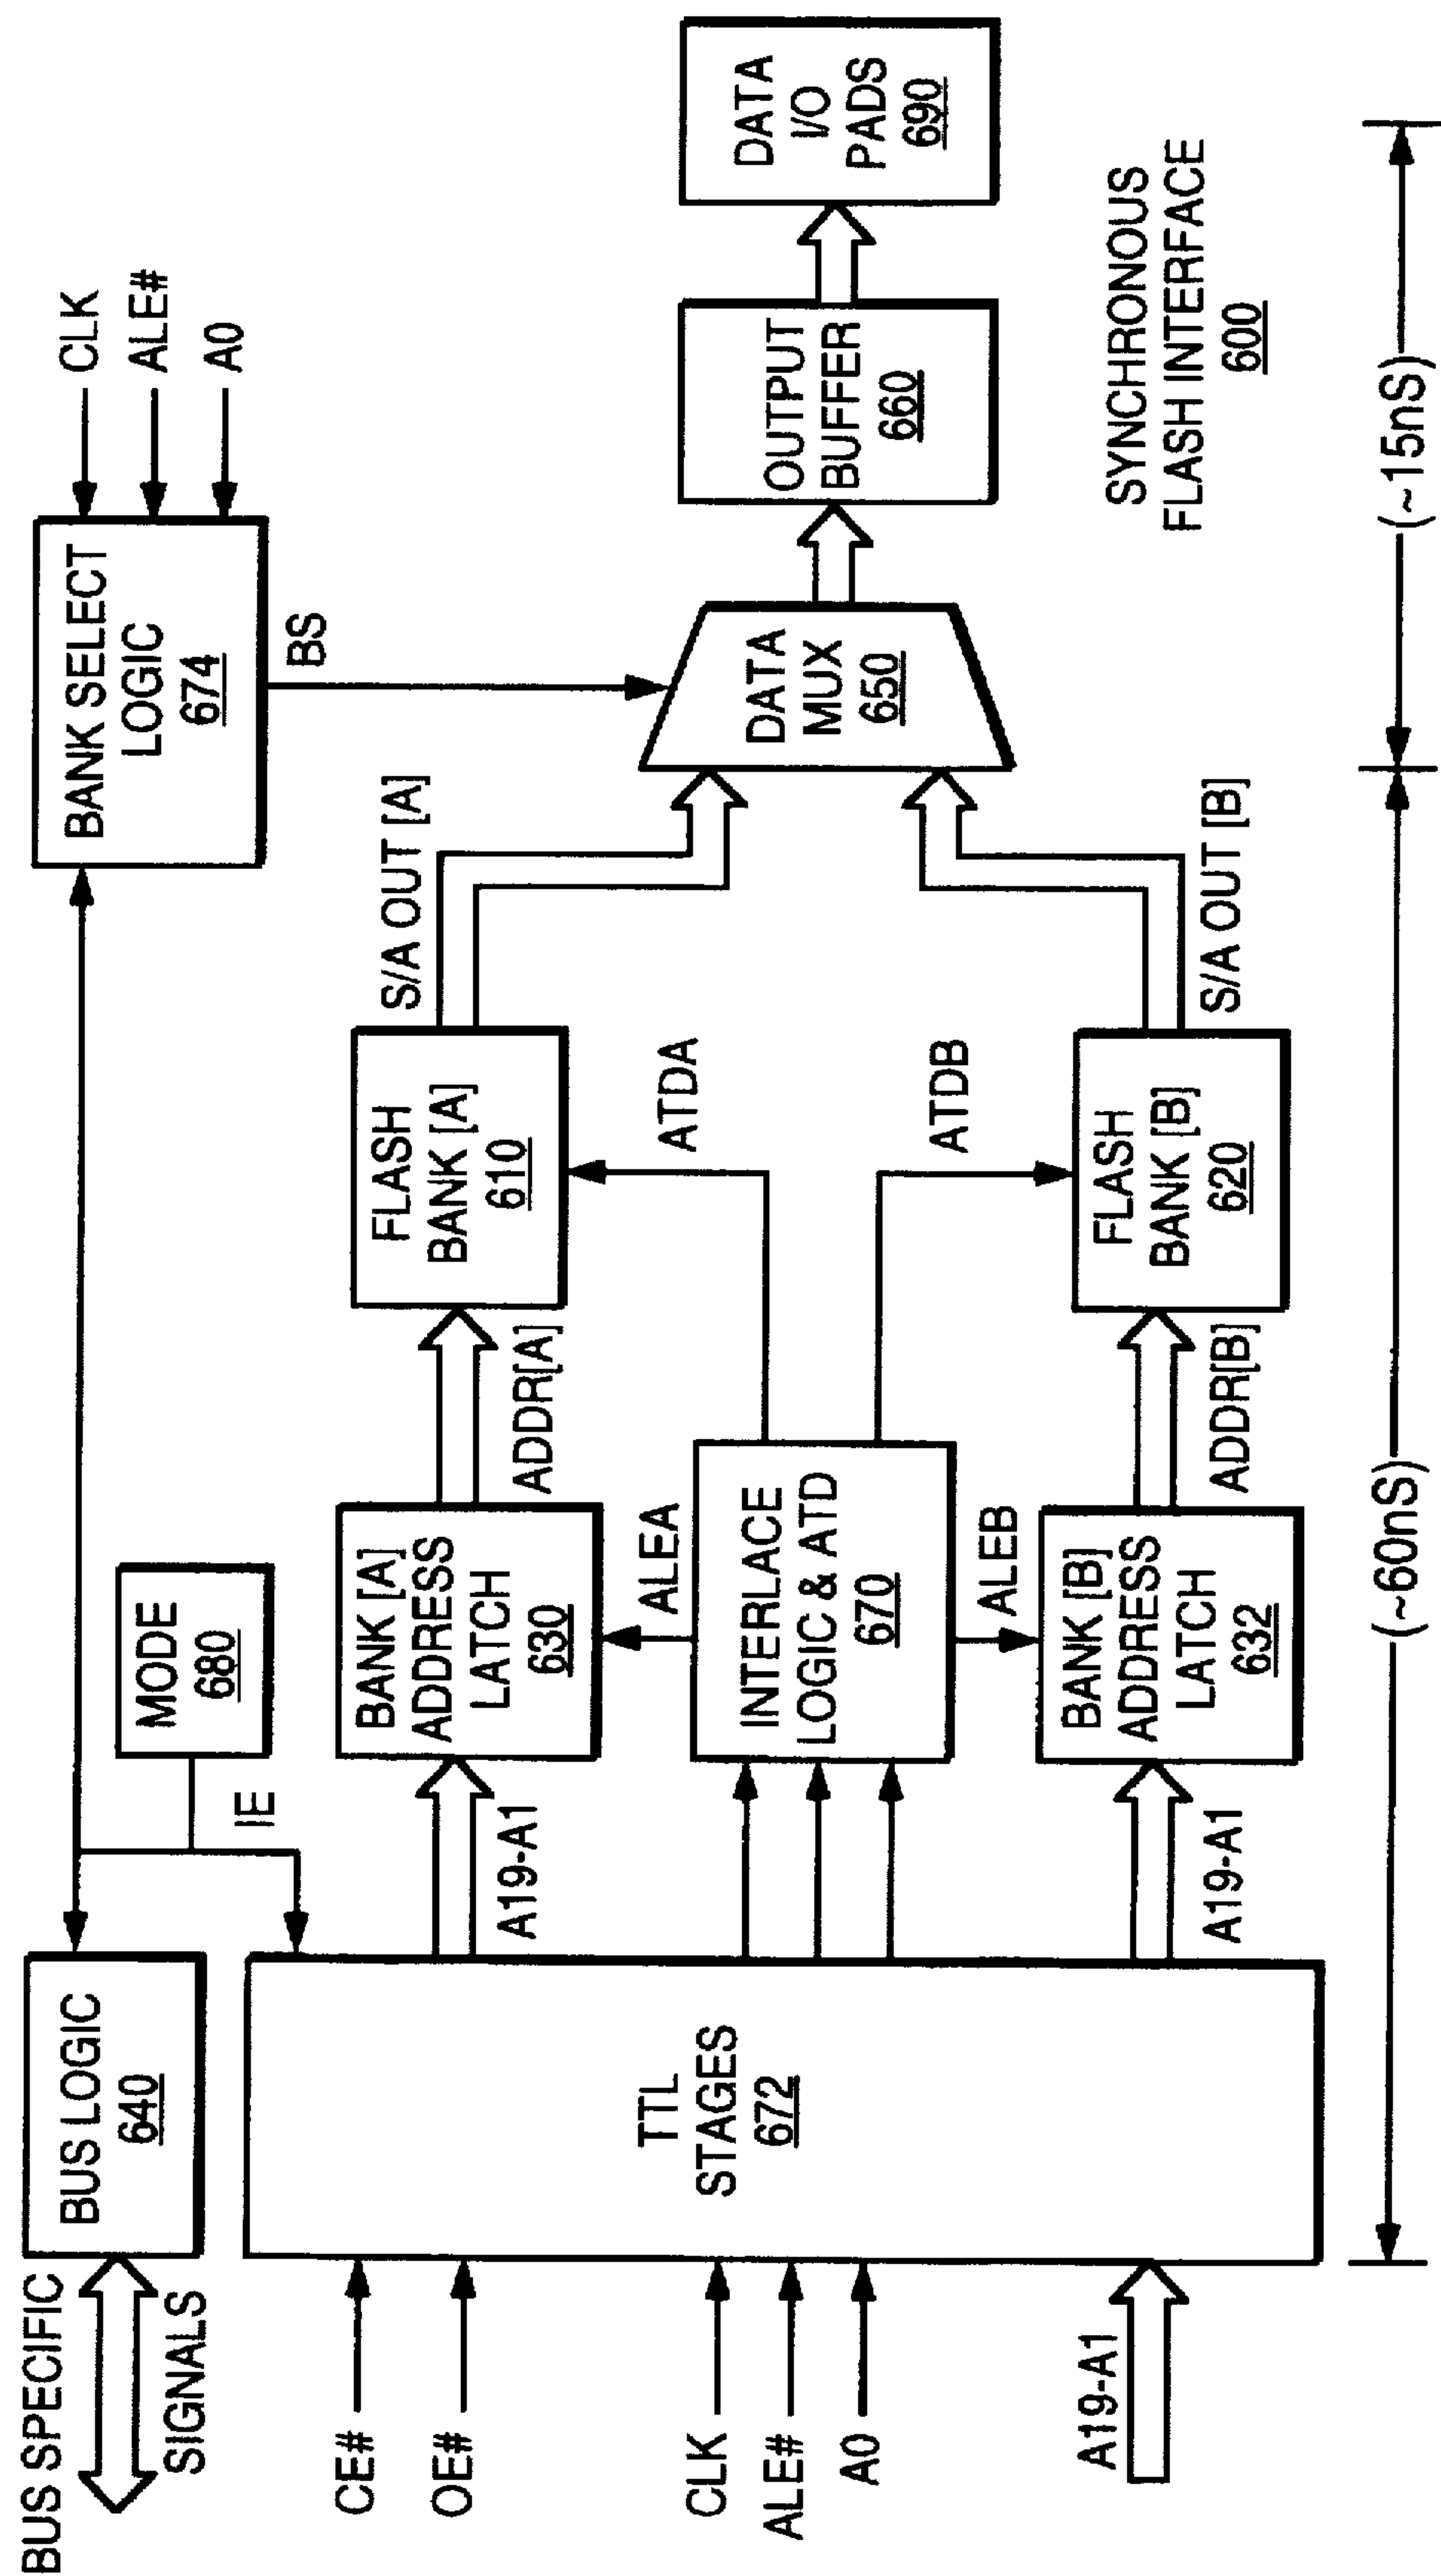 BUS SPECIFIC
SIGNALS
BUS LOGIC
640
MODE
680
IE
BANK SELECT
LOGIC
674
CLK
ALE#
A0
BS
CE#
OE#
CLK
ALE#
A0
A19-A1
TTL
STAGES
672
A19-A1
A19-A1
BANK [A]
ADDRESS
LATCH
630
ALEA
INTERLACE
LOGIC & ATD
670
ALEB
BANK [B]
ADDRESS
LATCH
632
ADDR[A]
ADDR[B]
FLASH
BANK [A]
610
ATDA
ATDB
FLASH
BANK [B]
620
S/A OUT [A]
S/A OUT [B]
DATA
MUX
650
OUTPUT
BUFFER
660
DATA
I/O
PADS
690
SYNCHRONOUS
FLASH INTERFACE
600
(~60nS)
(~15nS)